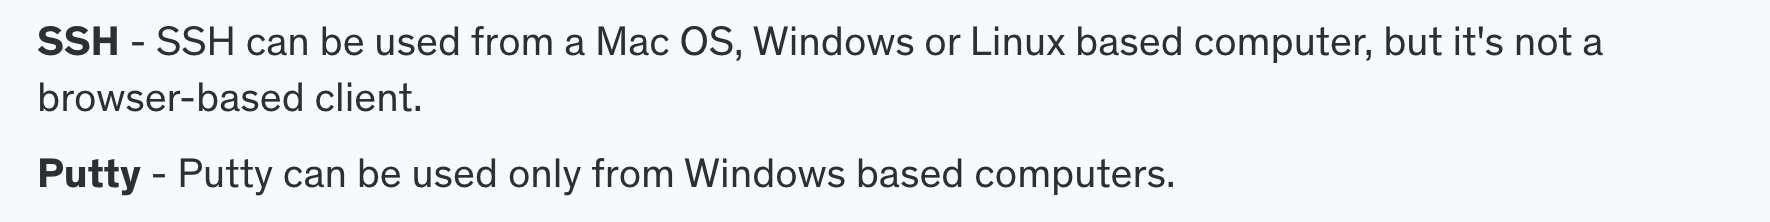 SSH - SSH can be used from a Mac OS, Windows or Linux based computer, but it's not a
browser-based client.
Putty - Putty can be used only from Windows based computers.